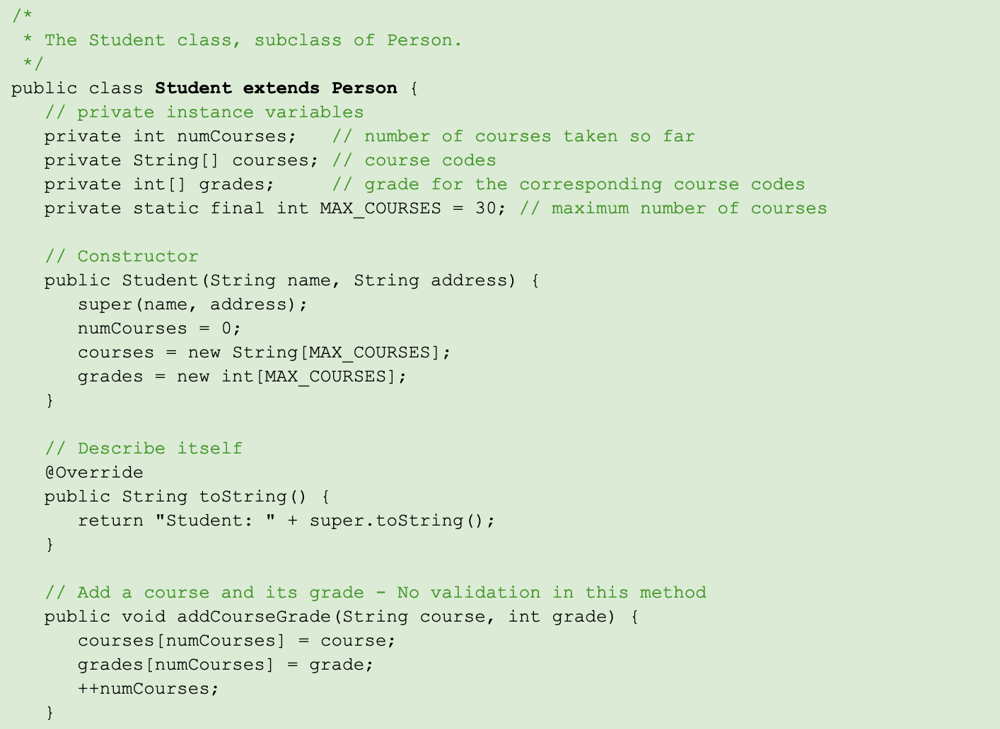 /*
 * The Student class, subclass of Person.
 */
public class Student extends Person {
   // private instance variables
   private int numCourses;   // number of courses taken so far
   private String[] courses; // course codes
   private int[] grades;     // grade for the corresponding course codes
   private static final int MAX_COURSES = 30; // maximum number of courses

   // Constructor
   public Student(String name, String address) {
      super(name, address);
      numCourses = 0;
      courses = new String[MAX_COURSES];
      grades = new int[MAX_COURSES];
   }

   // Describe itself
   @Override
   public String toString() {
      return "Student: " + super.toString();
   }

   // Add a course and its grade - No validation in this method
   public void addCourseGrade(String course, int grade) {
      courses[numCourses] = course;
      grades[numCourses] = grade;
      ++numCourses;
   }